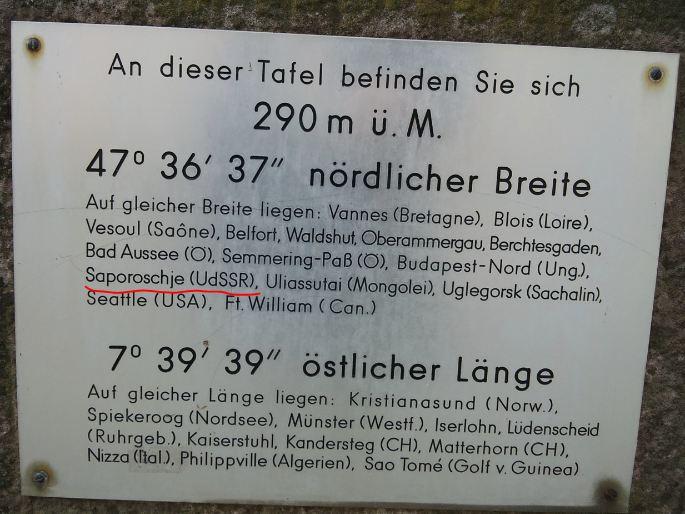 An dieser Tafel befinden Sie sich
290 m ü. M.
47° 36′ 37″ nördlicher Breite
Auf gleicher Breite liegen: Vannes (Bretagne), Blois (Loire),
Vesoul (Saône), Belfort, Waldshut, Oberammergau, Berchtesgaden,
Bad Aussee (Ö), Semmering-Paß (Ö), Budapest-Nord (Ung.),
Saporoschje (UdSSR), Uliassutai (Mongolei), Uglegorsk (Sachalin),
Seattle (USA), Ft. William (Can.)
7° 39′ 39″ östlicher Länge
Auf gleicher Länge liegen: Kristianasund (Norw.),
Spiekeroog (Nordsee), Münster (Westf.), Iserlohn, Lüdenscheid
(Ruhrgeb.), Kaiserstuhl, Kandersteg (CH), Matterhorn (CH),
Nizza (Ital.), Philippville (Algerien), Sao Tomé (Golf v. Guinea)